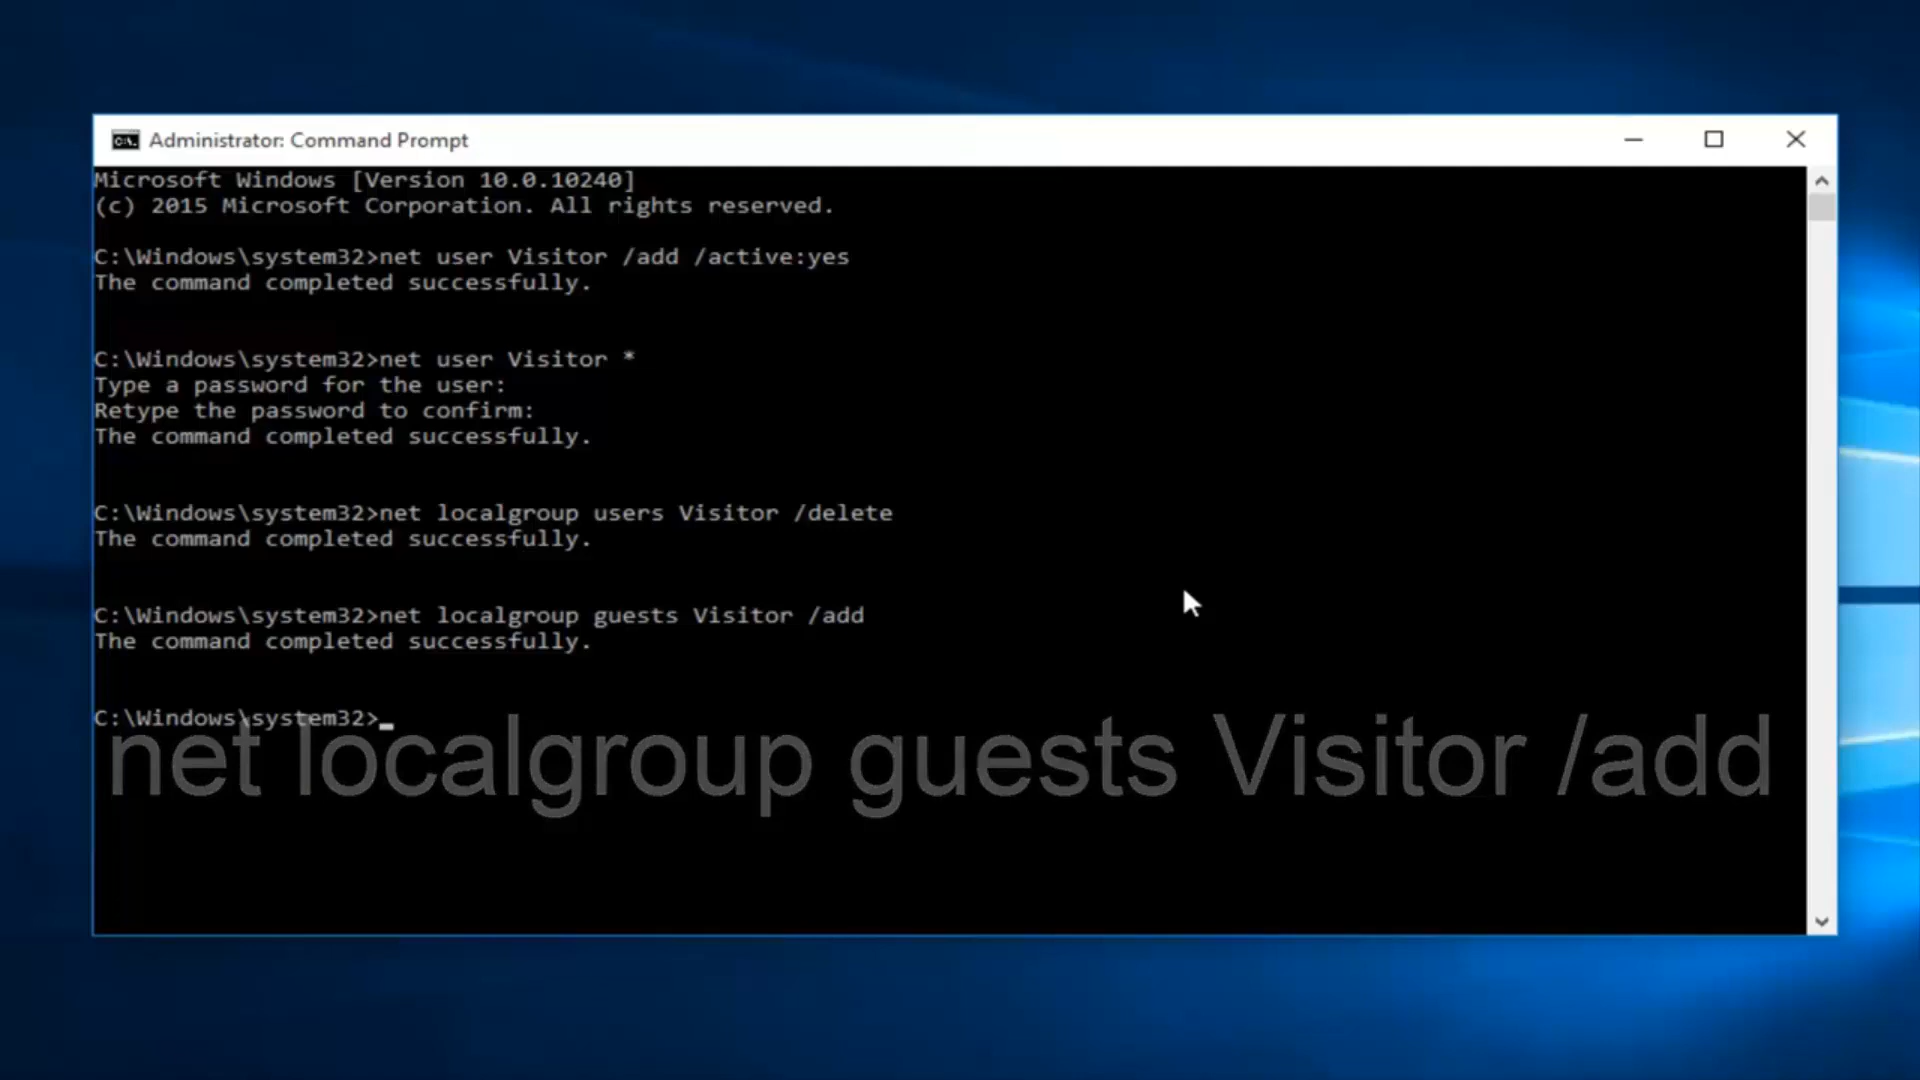 Administrator: Command Prompt
Microsoft Windows [Version 10.0.10240]
(c) 2015 Microsoft Corporation. All rights reserved.
C:\Windows\system32>net user Visitor /add /active:yes
The command completed successfully.
C:\Windows\system32>net user Visitor *
Type a password for the user:
Retype the password to confirm:
The command completed successfully.
C:\Windows\system32>net localgroup users Visitor /delete
The command completed successfully.
C:\Windows\system32>net localgroup guests Visitor /add
The command completed successfully.
C:\Windows\system32>_
net localgroup guests Visitor /add